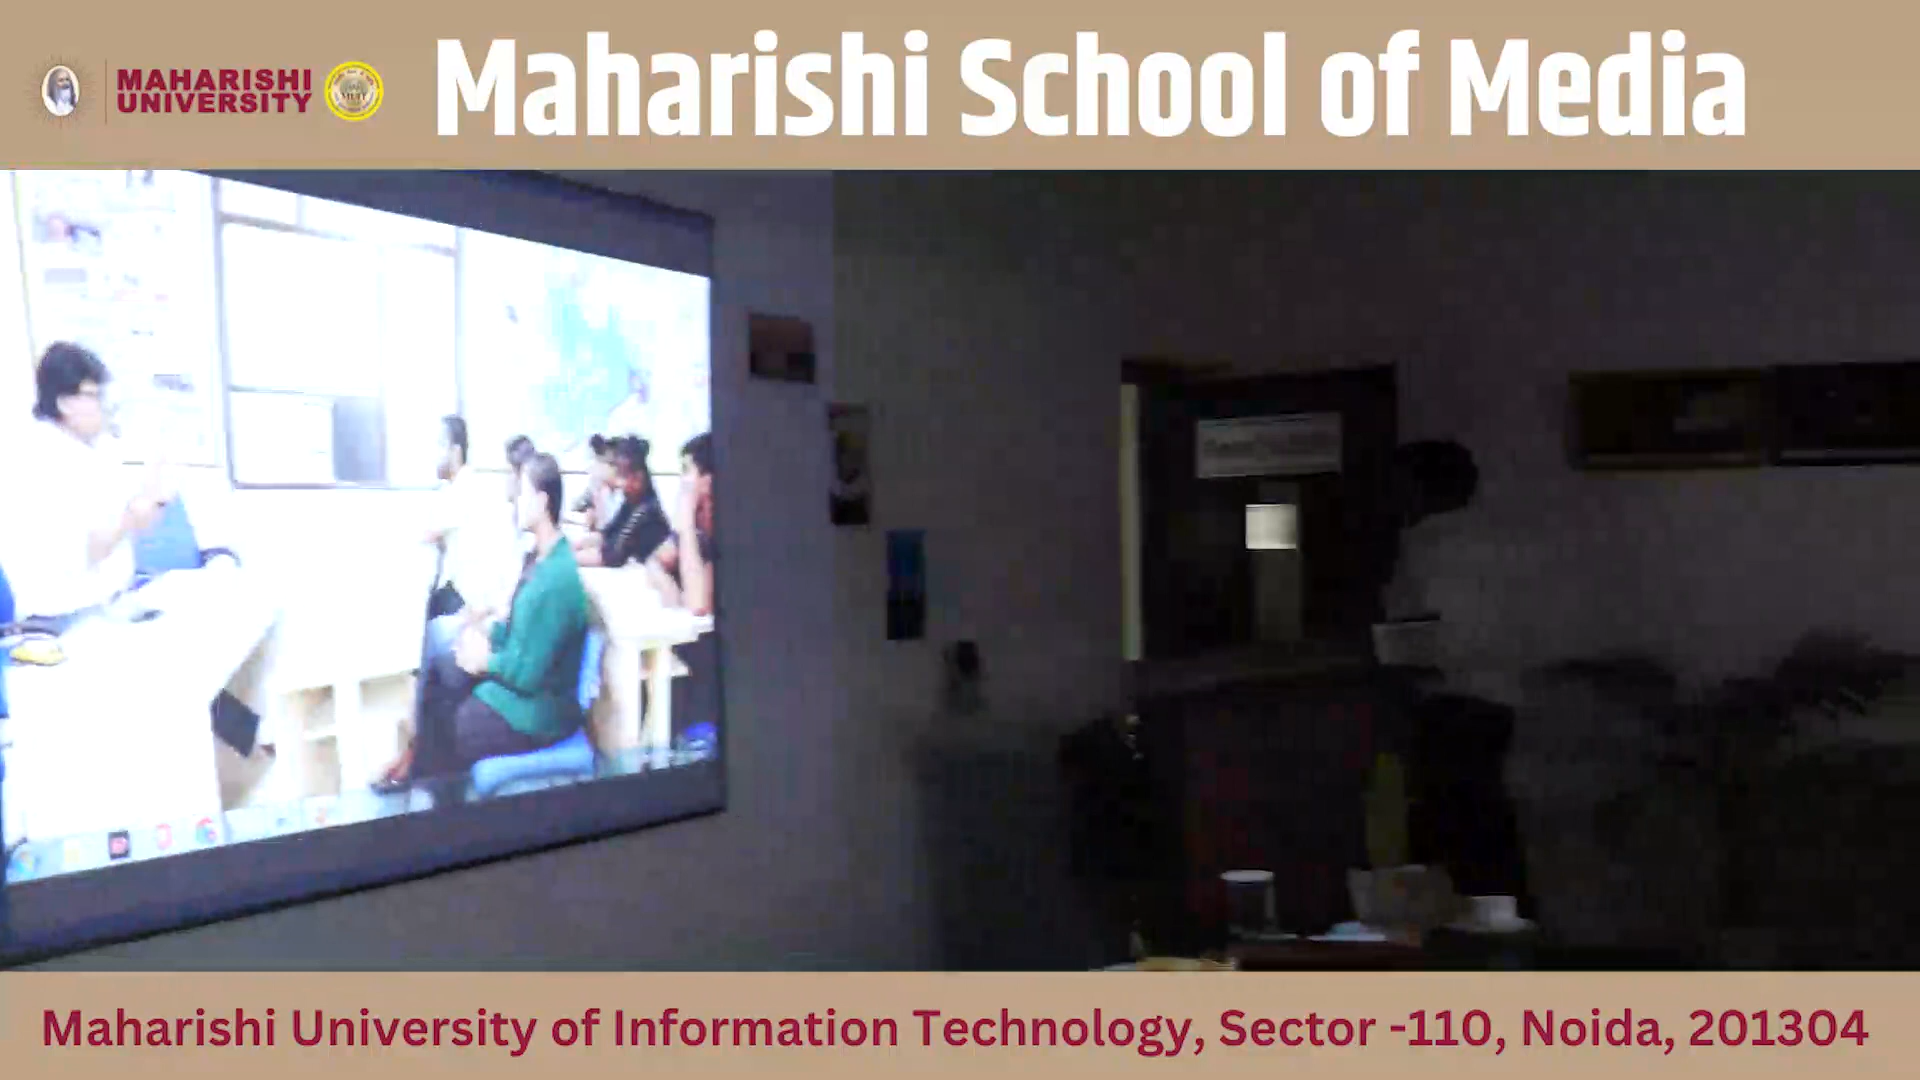 MAHARISHI
UNIVERSITY
Maharishi School of Media
Maharishi University of Information Technology, Sector -110, Noida, 201304